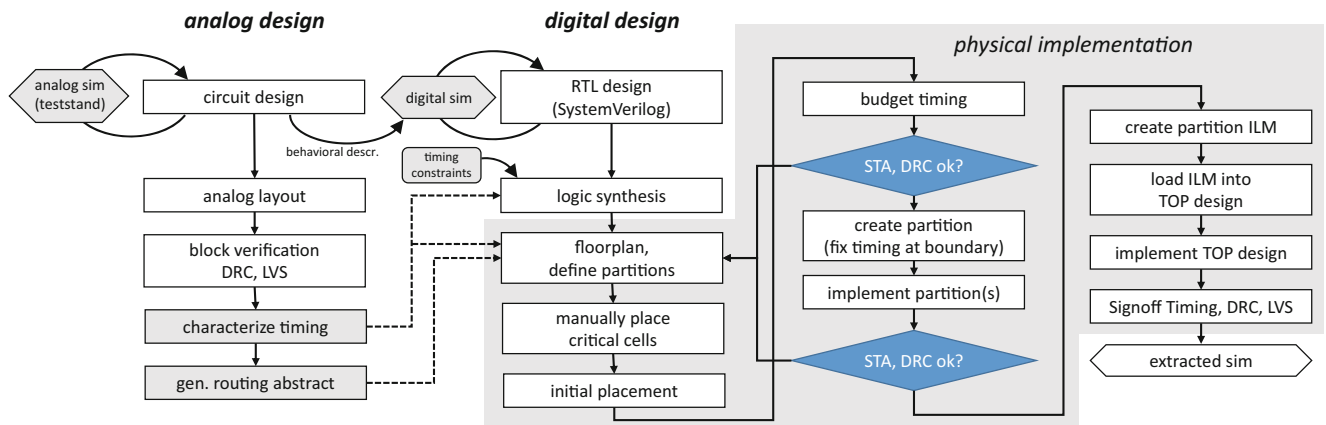 analog design
analog sim
(teststand)
circuit design
behavioral descr.
analog layout
block verification
DRC, LVS
characterize timing
gen. routing abstract
digital design
digital sim
RTL design
(SystemVerilog)
timing
constraints
logic synthesis
floorplan,
define partitions
manually place
critical cells
initial placement
physical implementation
budget timing
STA, DRC ok?
create partition
(fix timing at boundary)
implement partition(s)
STA, DRC ok?
create partition ILM
load ILM into
TOP design
implement TOP design
Signoff Timing, DRC, LVS
extracted sim